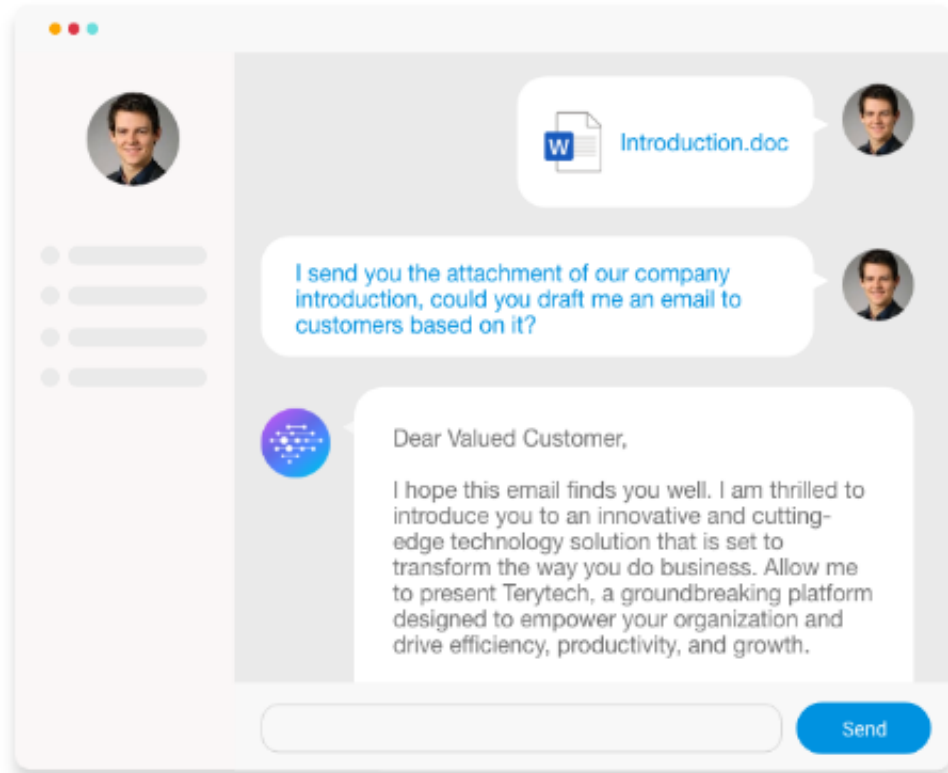 W
Introduction.doc
I send you the attachment of our company
introduction, could you draft me an email to
customers based on it?
Dear Valued Customer,
I hope this email finds you well. I am thrilled to
introduce you to an innovative and cutting-
edge technology solution that is set to
transform the way you do business. Allow me
to present Terytech, a groundbreaking platform
designed to empower your organization and
drive efficiency, productivity, and growth.
Send